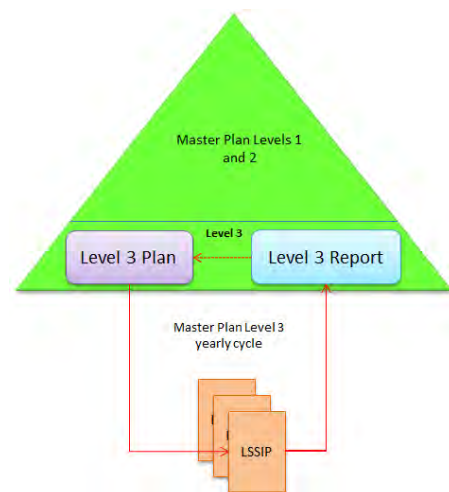 Master Plan Levels 1
and 2
Level 3
Level 3 Plan
Level 3 Report
Master Plan Level 3
yearly cycle
LSSIP